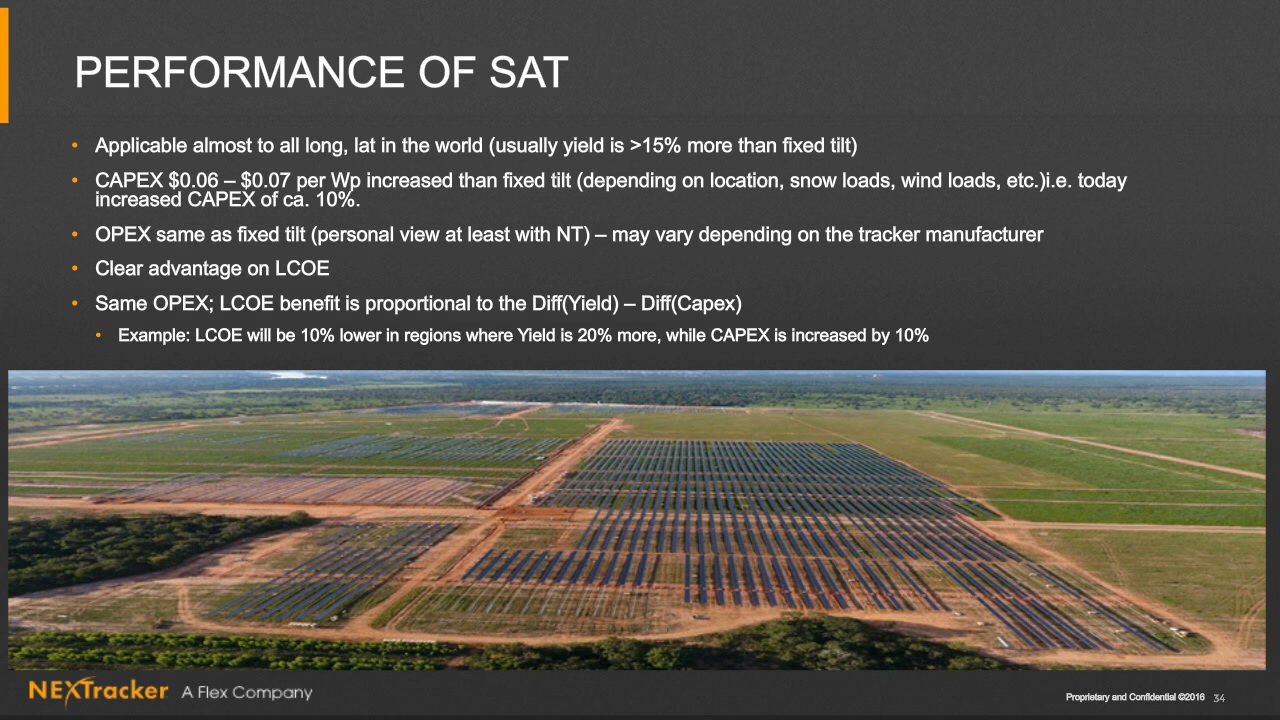 PERFORMANCE OF SAT
• Applicable almost to all long, lat in the world (usually yield is >15% more than fixed tilt)
• CAPEX $0.06 – $0.07 per Wp increased than fixed tilt (depending on location, snow loads, wind loads, etc.)i.e. today
increased CAPEX of ca. 10%.
• OPEX same as fixed tilt (personal view at least with NT) – may vary depending on the tracker manufacturer
• Clear advantage on LCOE
• Same OPEX; LCOE benefit is proportional to the Diff(Yield) – Diff(Capex)
• Example: LCOE will be 10% lower in regions where Yield is 20% more, while CAPEX is increased by 10%
NEXTracker A Flex Company
Proprietary and Confidential ©2016 34